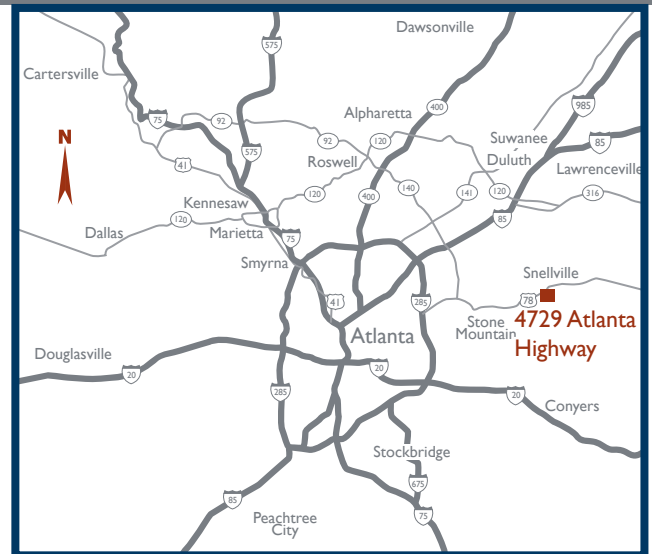 Dawsonville
575
Cartersville
400
985
Alpharetta
75
92
92
120
Suwanee
85
575
Roswell
Duluth
41
Lawrenceville
N
120
400
140
141
120
316
Kennesaw
120
85
Dallas
Marietta
75
Smyrna
Snellville
41
285
78
Stone
Mountain
4729 Atlanta
Highway
Atlanta
Douglasville
20
20
285
20
Conyers
Stockbridge
675
85
75
Peachtree
City